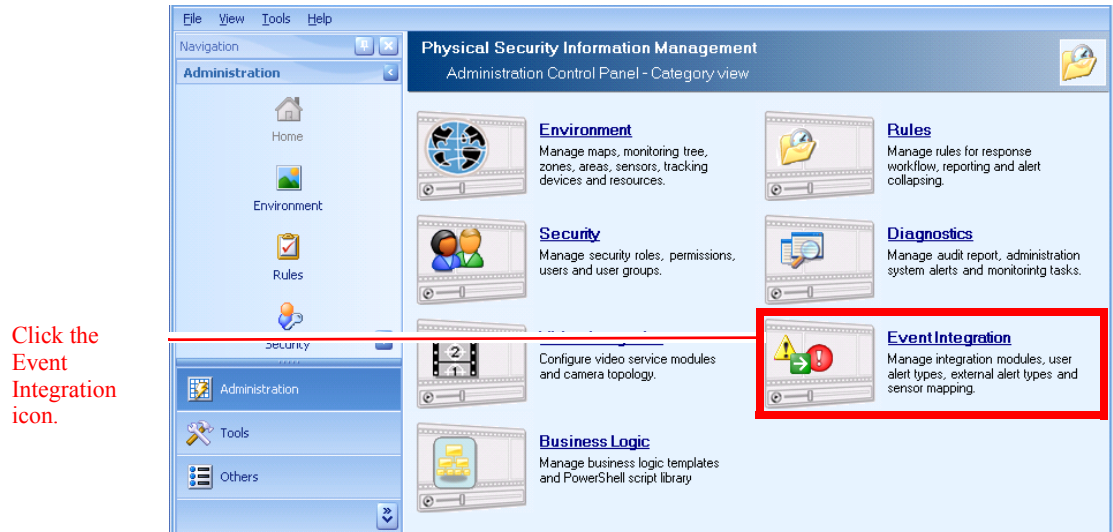 File View Tools Help
Navigation
Administration
Home
Environment
Rules
Security
Administration
Tools
Others
Click the
Event
Integration
icon.
Physical Security Information Management
Administration Control Panel - Category view
Environment
Manage maps, monitoring tree,
zones, areas, sensors, tracking
devices and resources.
Rules
Manage rules for response
workflow, reporting and alert
collapsing.
Security
Manage security roles, permissions,
users and user groups.
Diagnostics
Manage audit report, administration
system alerts and monitorintg tasks.
2
1
Configure video service modules
and camera topology.
Event Integration
Manage integration modules, user
alert types, external alert types and
sensor mapping.
Business Logic
Manage business logic templates
and PowerShell script library